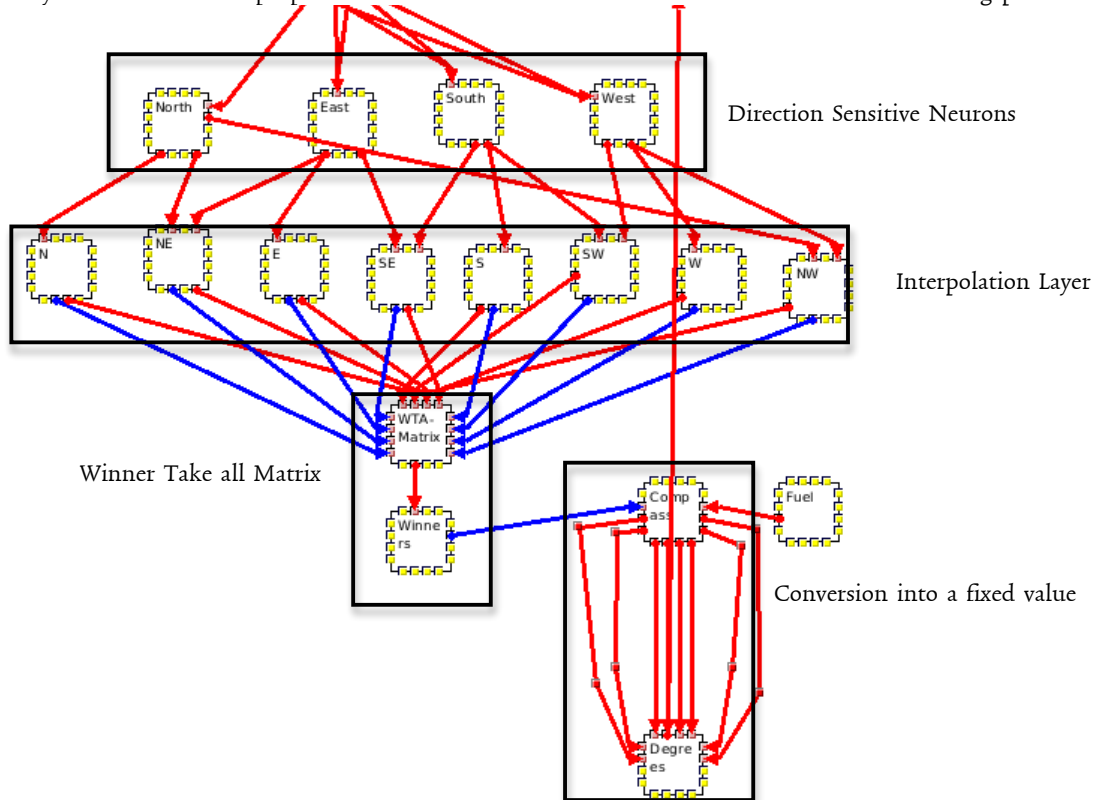 North
East
South
West
Direction Sensitive Neurons
N
NE
E
SE
S
SW
W
NW
Interpolation Layer
WTA-
Matrix
Winner Take all Matrix
Winne
rs
Comp
ass
Fuel
Conversion into a fixed value
Degre
es